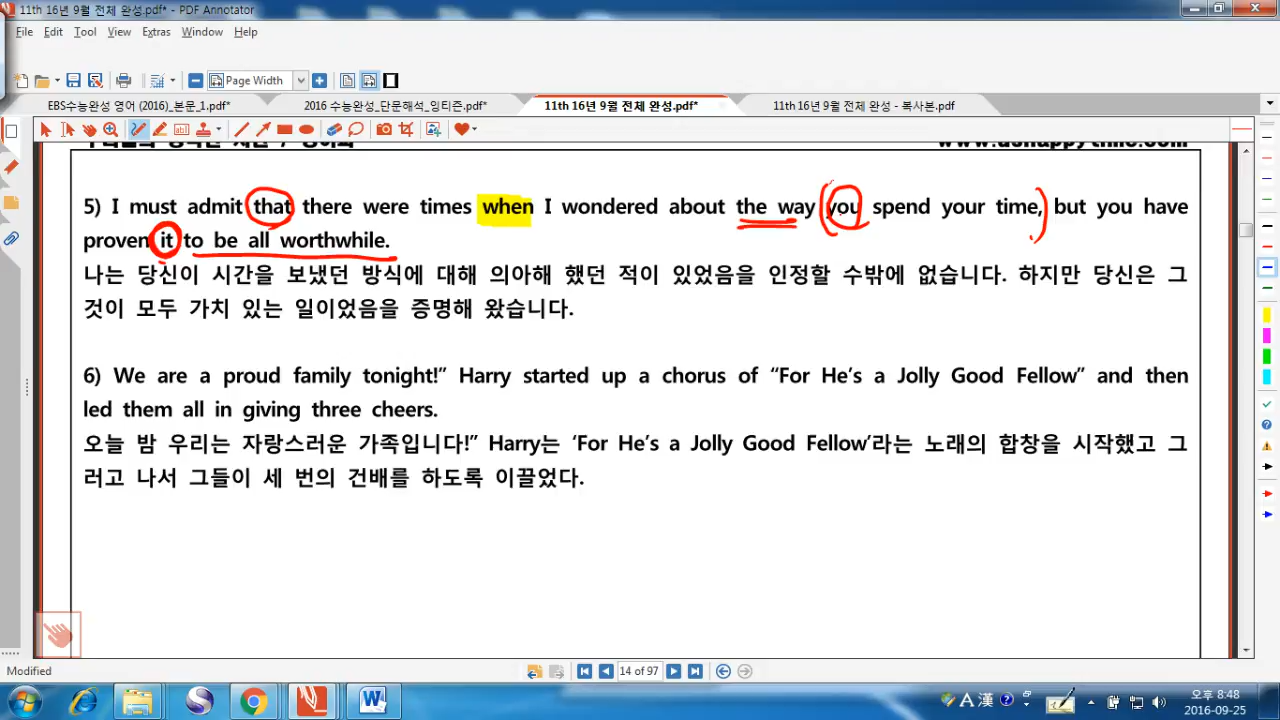 11th 16년 9월 전체 완성.pdf* - PDF Annotator
File Edit Tool View Extras Window Help
Page Width
EBS수능완성 영어 (2016)_본문_1.pdf* 2016 수능완성_단문해석_잉티즌.pdf* 11th 16년 9월 전체 완성.pdf* 11th 16년 9월 전체 완성 - 복사본.pdf
5) I must admit that there were times when I wondered about the way you spend your time, but you have
proven it to be all worthwhile.
나는 당신이 시간을 보냈던 방식에 대해 의아해 했던 적이 있었음을 인정할 수밖에 없습니다. 하지만 당신은 그
것이 모두 가치 있는 일이었음을 증명해 왔습니다.
6) We are a proud family tonight!” Harry started up a chorus of “For He’s a Jolly Good Fellow” and then
led them all in giving three cheers.
오늘 밤 우리는 자랑스러운 가족입니다!” Harry는 ‘For He’s a Jolly Good Fellow’라는 노래의 합창을 시작했고 그
러고 나서 그들이 세 번의 건배를 하도록 이끌었다.
Modified
14 of 97
A 漢
오후 8:48
2016-09-25